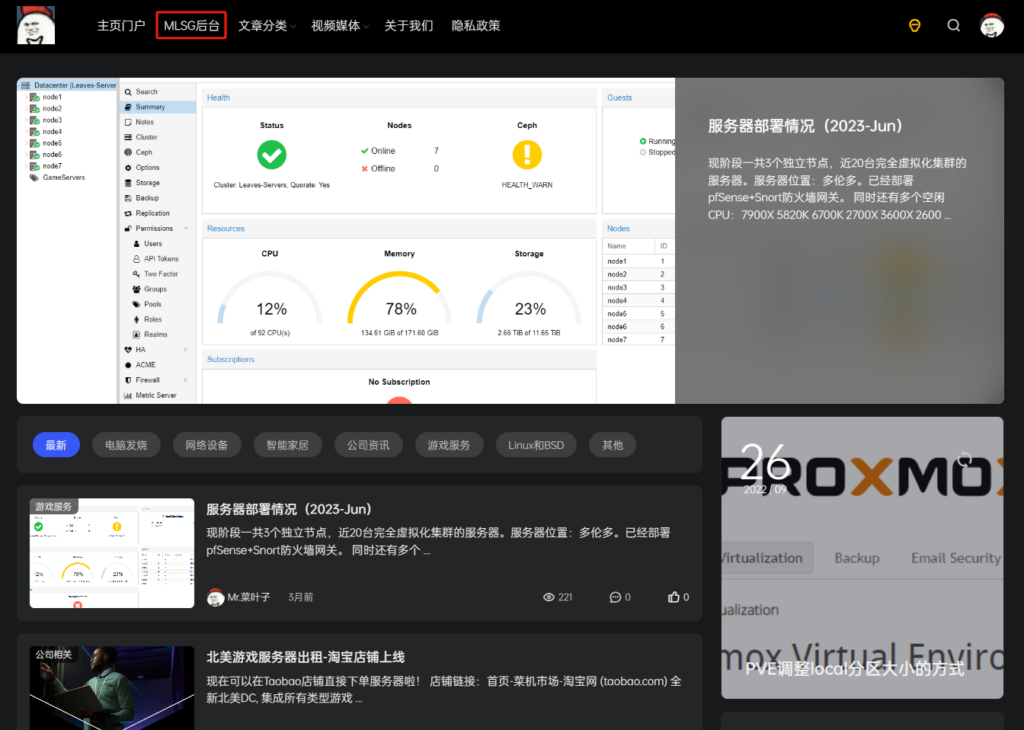 主页门户 MLSG后台 文章分类 视频媒体 关于我们 隐私政策
Datacenter (Leaves-Server
node1
node2
node3
node4
node5
node6
node7
GameServers
Search
Summary
Notes
Cluster
Ceph
Options
Storage
Backup
Replication
Permissions
Users
API Tokens
Two Factor
Groups
Pools
Roles
Realms
HA
ACME
Firewall
Metric Server
Health
Status
Nodes
Ceph
Online 7
Offline 0
Cluster: Leaves-Servers, Quorate: Yes
HEALTH_WARN
Guests
Running
Stopped
Resources
CPU
Memory
Storage
12%
78%
23%
of 92 CPU(s)
134.61 GiB of 171.60 GiB
2.66 TiB of 11.65 TiB
Nodes
Name ID
node1 1
node2 2
node3 3
node4 4
node5 5
node6 6
node7 7
Subscriptions
No Subscription
服务器部署情况（2023-Jun）
现阶段一共3个独立节点，近20台完全虚拟化集群的
服务器。服务器位置：多伦多。已经部署
pfSense+Snort防火墙网关。 同时还有多个空闲
CPU：7900X 5820K 6700K 2700X 3600X 2600 ...
最新 电脑发烧 网络设备 智能家居 公司资讯 游戏服务 Linux和BSD 其他
游戏服务
服务器部署情况（2023-Jun）
现阶段一共3个独立节点，近20台完全虚拟化集群的服务器。服务器位置：多伦多。已经部署
pfSense+Snort防火墙网关。 同时还有多个 ...
Mr.菜叶子 3月前 221 0 0
公司相关
北美游戏服务器出租-淘宝店铺上线
现在可以在Taobao店铺直接下单服务器啦！ 店铺链接：首页-菜机市场-淘宝网 (taobao.com) 全
新北美DC, 集成所有类型游戏 ...
26
2022 / 09
PROXMOX
Virtualization Backup Email Security
ualization
mox Virtual Enviro
PVE调整local分区大小的方式